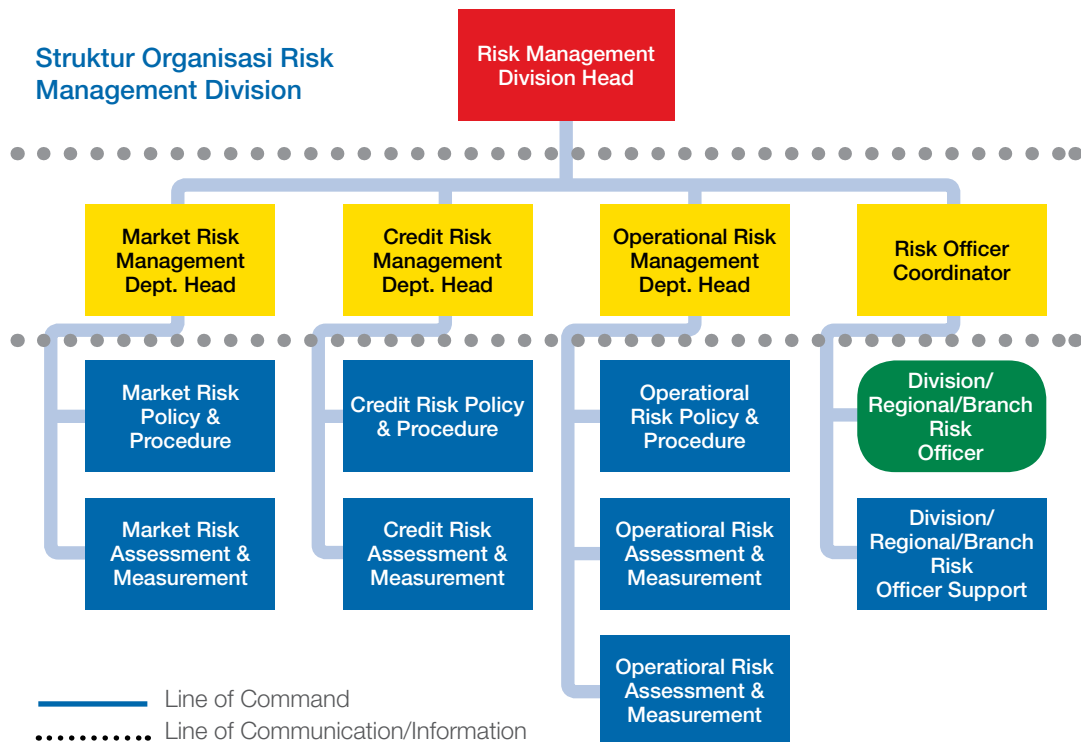 Struktur Organisasi Risk
Management Division
Risk Management
Division Head
Market Risk
Management
Dept. Head
Credit Risk
Management
Dept. Head
Operational Risk
Management
Dept. Head
Risk Officer
Coordinator
Market Risk
Policy &
Procedure
Credit Risk Policy
& Procedure
Operatioral
Risk Policy &
Procedure
Division/
Regional/Branch
Risk
Officer
Market Risk
Assessment &
Measurement
Credit Risk
Assessment &
Measurement
Operatioral Risk
Assessment &
Measurement
Division/
Regional/Branch
Risk
Officer Support
Operatioral Risk
Assessment &
Measurement
Line of Command
Line of Communication/Information